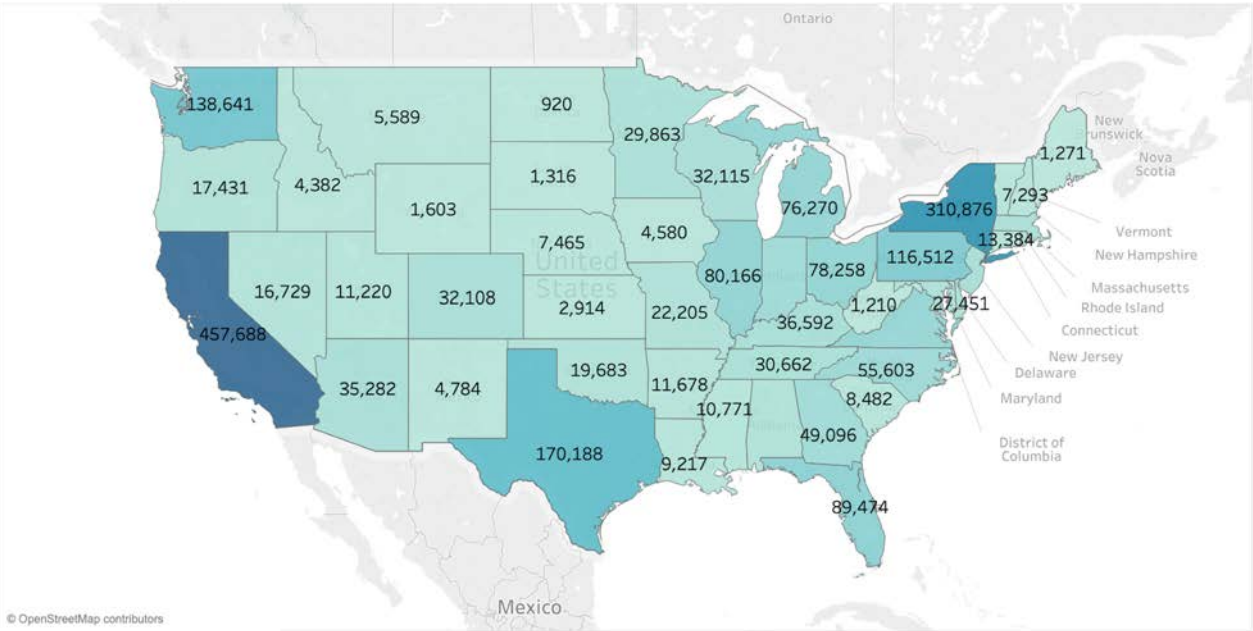 Ontario
138,641
5,589
920
29,863
New
Brunswick
Nova
Scotia
1,271
17,431
4,382
1,316
32,115
76,270
310,876
7,293
1,603
Vermont
7,465
4,580
13,384
New Hampshire
United
States
16,729
11,220
32,108
80,166
78,258
116,512
Massachusetts
Rhode Island
2,914
22,205
1,210
27,451
Connecticut
457,688
36,592
New Jersey
Delaware
35,282
4,784
19,683
11,678
30,662
55,603
Maryland
10,771
8,482
49,096
District of
Columbia
170,188
9,217
89,474
Mexico
© OpenStreetMap contributors